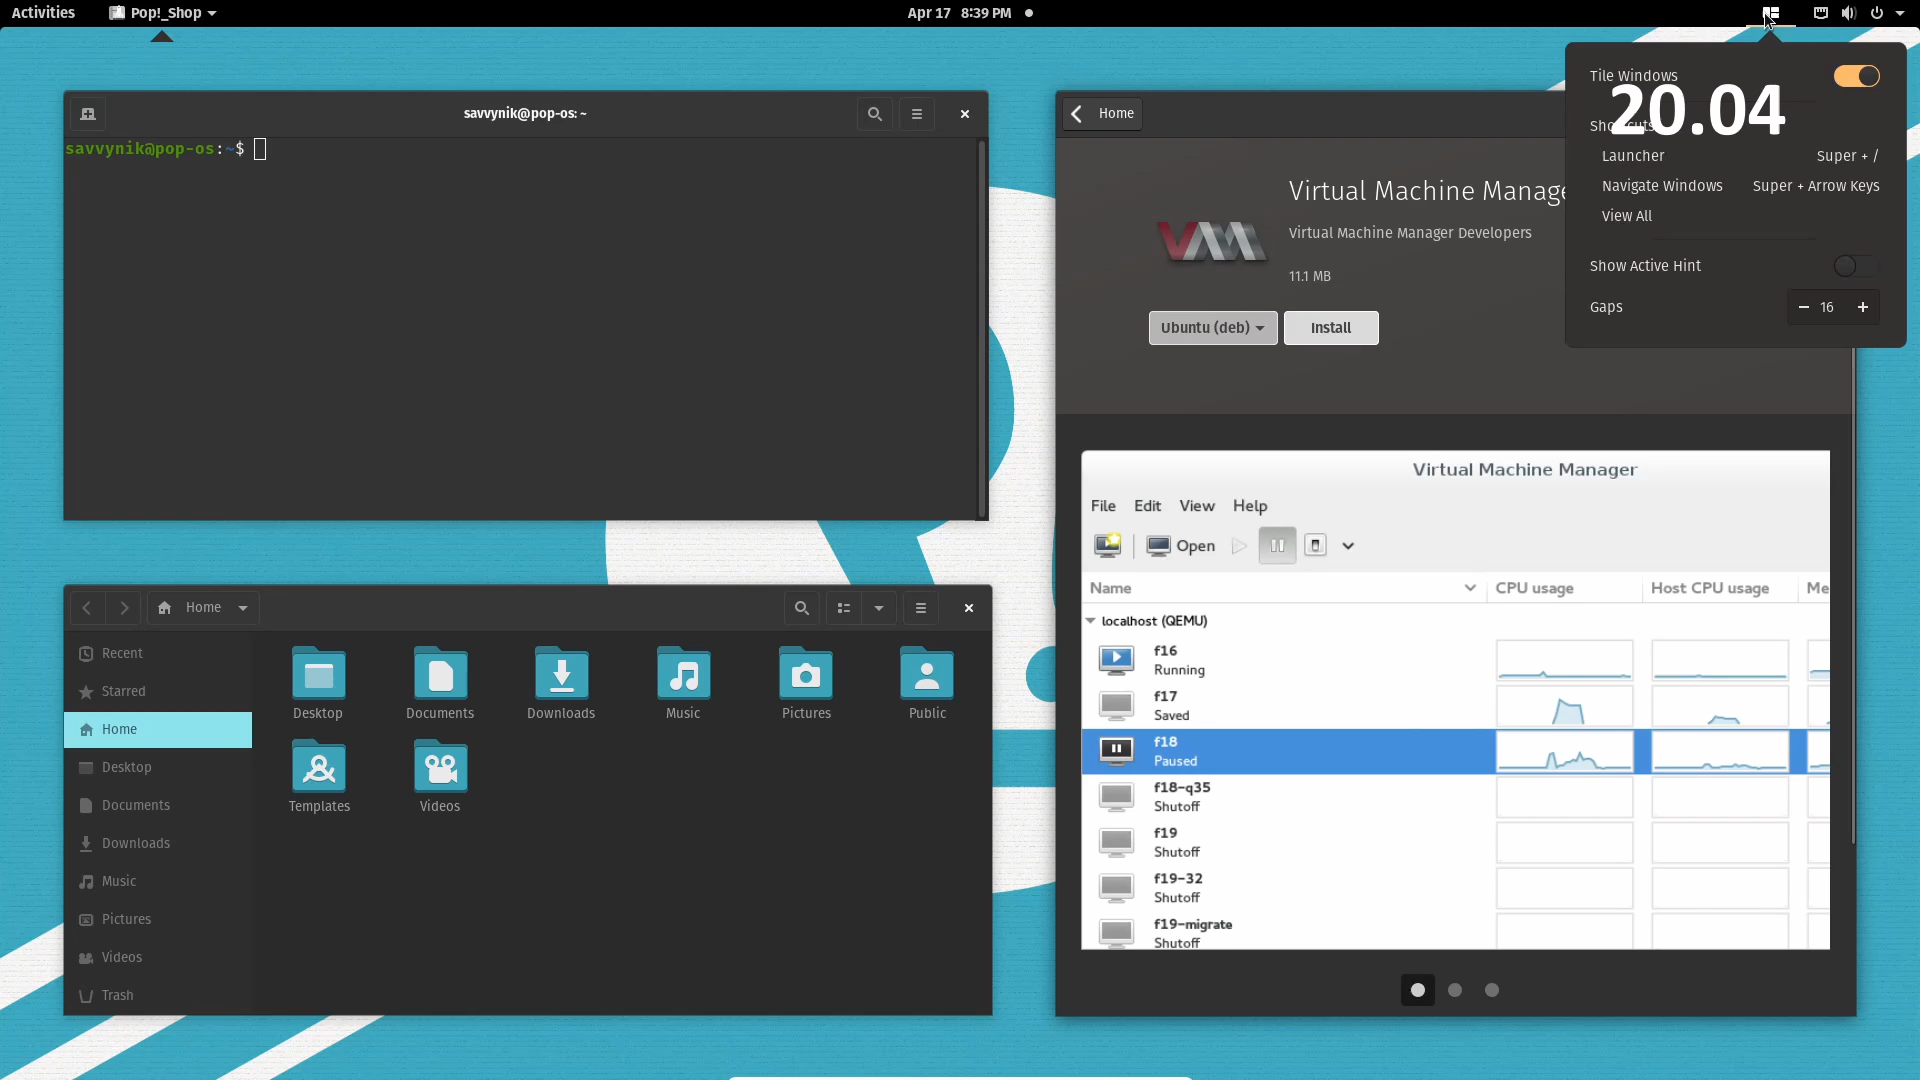 Activities
Pop!_Shop
Apr 17 8:39 PM
savvynik@pop-os: ~
savvynik@pop-os:~$
Home
Virtual Machine Manage
Virtual Machine Manager Developers
11.1 MB
Ubuntu (deb)
Install
Tile Windows
20.04
Launcher Super + /
Navigate Windows Super + Arrow Keys
View All
Show Active Hint
Gaps 16
Virtual Machine Manager
File Edit View Help
Open
Name CPU usage Host CPU usage Me
localhost (QEMU)
f16
Running
f17
Saved
f18
Paused
f18-q35
Shutoff
f19
Shutoff
f19-32
Shutoff
f19-migrate
Shutoff
Home
Recent
Starred
Home
Desktop
Documents
Downloads
Music
Pictures
Videos
Trash
Desktop Documents Downloads Music Pictures Public
Templates Videos